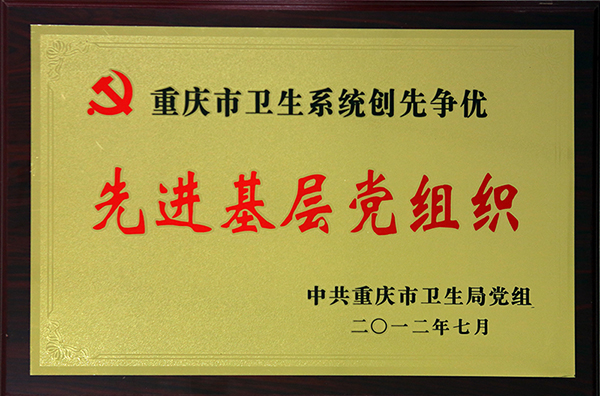 重庆市卫生系统创先争优
先进基层党组织
中共重庆市卫生局党组
二〇一二年七月